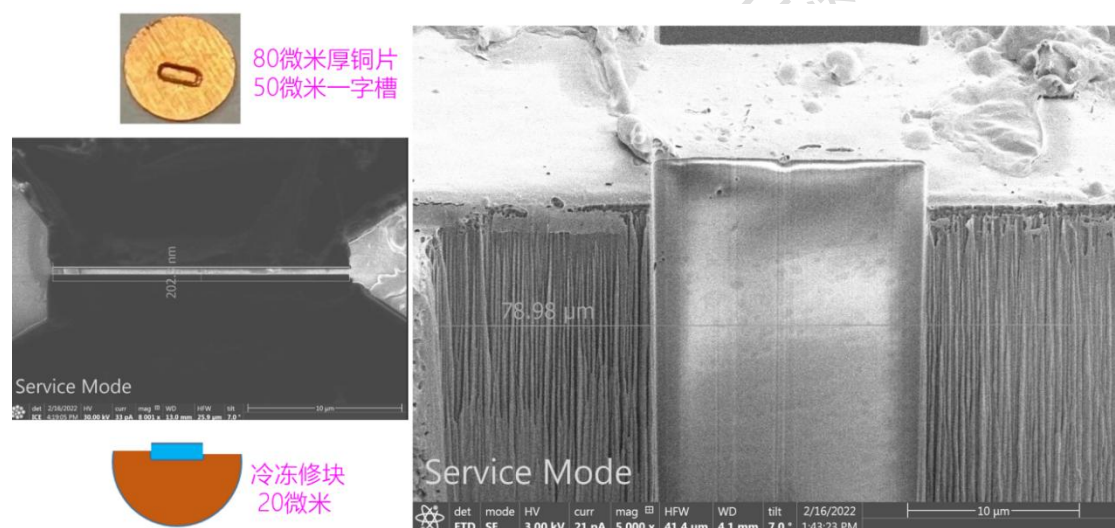 80微米厚铜片
50微米一字槽
202.5 nm
Service Mode
det 2/16/2022 HV curr mag WD HFW tilt 10 μm
ICE 4:29:05 PM 30.00 kV 33 pA 8 001 x 13.0 mm 25.9 μm 7.0 °
冷冻修块
20微米
78.98 μm
Service Mode
det mode HV curr mag WD HFW tilt 2/16/2022 10 μm
ETD SE 3.00 kV 21 pA 5 000 x 41.4 μm 4.1 mm 7.0 ° 1:43:23 PM